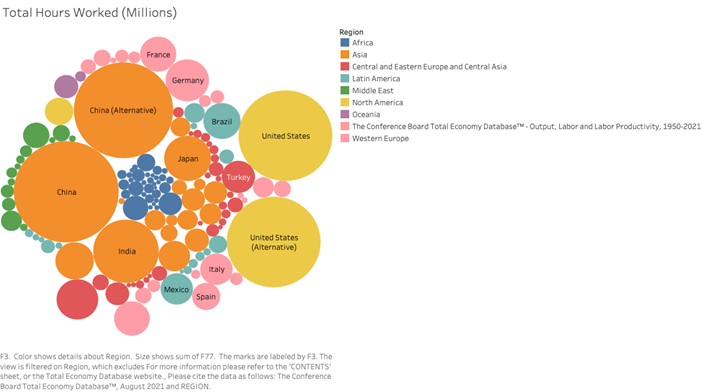 Total Hours Worked (Millions)
Region
Africa
Asia
Central and Eastern Europe and Central Asia
Latin America
Middle East
North America
Oceania
The Conference Board Total Economy Database™ - Output, Labor and Labor Productivity, 1950-2021
Western Europe
France
Germany
China (Alternative)
Brazil
United States
Japan
Turkey
China
United States
(Alternative)
India
Italy
Mexico
Spain
F3. Color shows details about Region. Size shows sum of F77. The marks are labeled by F3. The
view is filtered on Region, which excludes For more information please refer to the 'CONTENTS'
sheet, or the Total Economy Database website., Please cite the data as follows: The Conference
Board Total Economy Database™, August 2021 and REGION.